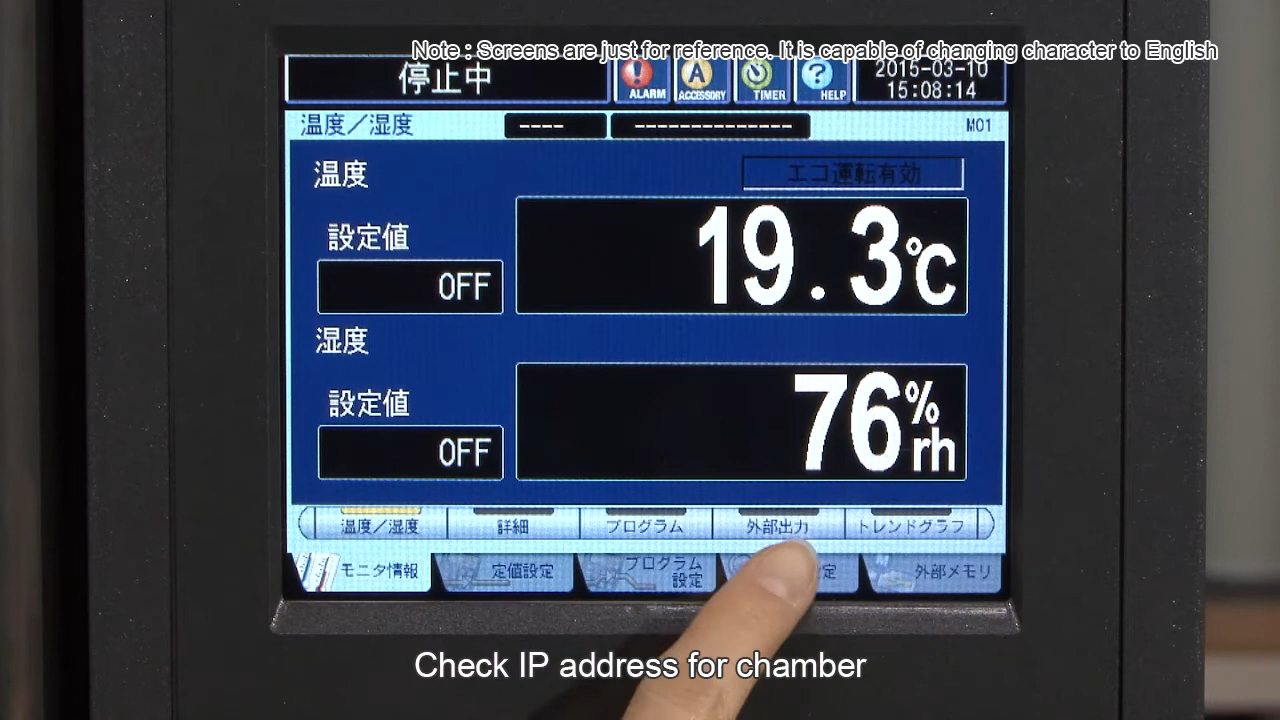 Note : Screens are just for reference. It is capable of changing character to English
停止中
ALARM
ACCESSORY
TIMER
HELP
2015-03-10
15:08:14
温度／湿度
----
--------------
M01
温度
エコ運転有効
設定値
OFF
19.3℃
湿度
設定値
OFF
76%rh
温度／湿度
詳細
プログラム
外部出力
トレンドグラフ
モニタ情報
定値設定
プログラム
設定
定
外部メモリ
Check IP address for chamber